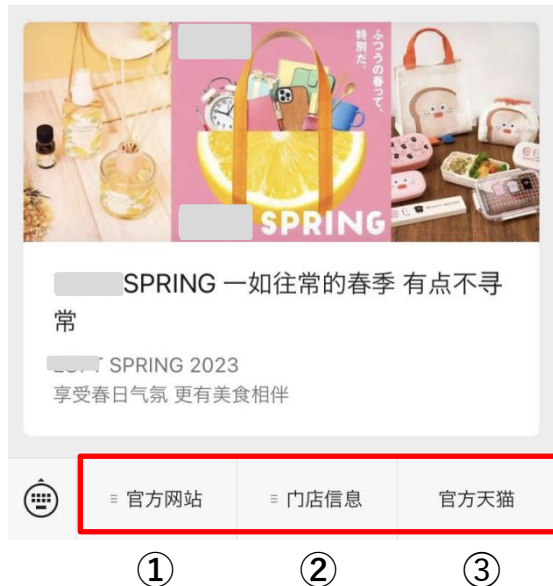 ふつうの春って、
特別だ。
SPRING
SPRING 一如往常的春季 有点不寻
常
SPRING 2023
享受春日气氛 更有美食相伴
官方网站
门店信息
官方天猫
①
②
③